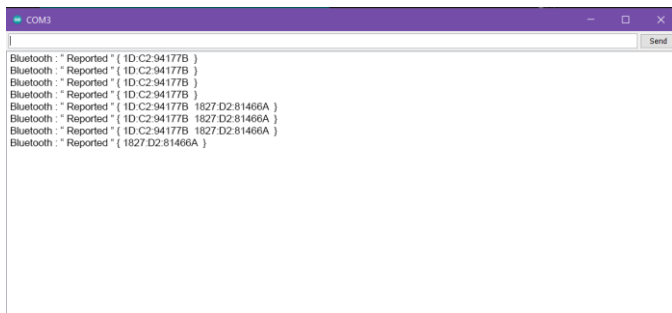 COM3
Send
Bluetooth : " Reported " { 1D:C2:94177B }
Bluetooth : " Reported " { 1D:C2:94177B }
Bluetooth : " Reported " { 1D:C2:94177B }
Bluetooth : " Reported " { 1D:C2:94177B }
Bluetooth : " Reported " { 1D:C2:94177B 1827:D2:81466A }
Bluetooth : " Reported " { 1D:C2:94177B 1827:D2:81466A }
Bluetooth : " Reported " { 1D:C2:94177B 1827:D2:81466A }
Bluetooth : " Reported " { 1827:D2:81466A }